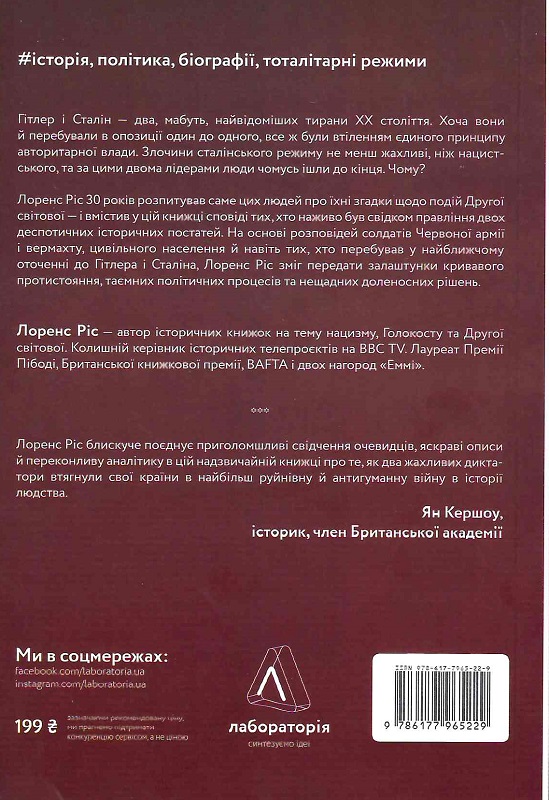 #історія, політика, біографії, тоталітарні режими
Гітлер і Сталін — два, мабуть, найвідоміших тирани XX століття. Хоча вони
й перебували в опозиції один до одного, все ж були втіленням єдиного принципу
авторитарної влади. Злочини сталінського режиму не менш жахливі, ніж нацист-
ського, та за цими двома лідерами люди чомусь ішли до кінця. Чому?
Лоренс Ріс 30 років розпитував саме цих людей про їхні згадки щодо подій Другої
світової — і вмістив у цій книжці сповіді тих, хто наживо був свідком правління двох
деспотичних історичних постатей. На основі розповідей солдатів Червоної армії
і вермахту, цивільного населення й навіть тих, хто перебував у найближчому
оточенні до Гітлера і Сталіна, Лоренс Ріс зміг передати залаштунки кривавого
протистояння, таємних політичних процесів та нещадних доленосних рішень.
Лоренс Ріс — автор історичних книжок на тему нацизму, Голокосту та Другої
світової. Колишній керівник історичних телепроєктів на BBC TV. Лауреат Премії
Пібоді, Британської книжкової премії, BAFTA і двох нагород «Еммі».
Лоренс Ріс блискуче поєднує приголомшливі свідчення очевидців, яскраві описи
й переконливу аналітику в цій надзвичайній книжці про те, як два жахливих дикта-
тори втягнули свої країни в найбільш руйнівну й антигуманну війну в історії
людства.
Ян Кершоу,
історик, член Британської академії
Ми в соцмережах:
facebook.com/laboratoria.ua
instagram.com/laboratoria.ua
199 ₴
Зазначаючи рекомендовану ціну,
ми прагнемо підтримати
конкуренцію сервісом, а не ціною
лабораторія
синтезуємо ідеї
ISBN 978-617-7965-22-9
9 786177 965229